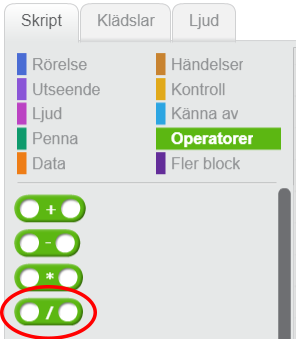 Skript Klädslar Ljud
Rörelse Händelser
Utseende Kontroll
Ljud Känna av
Penna Operatorer
Data Fler block
+
-
*
/